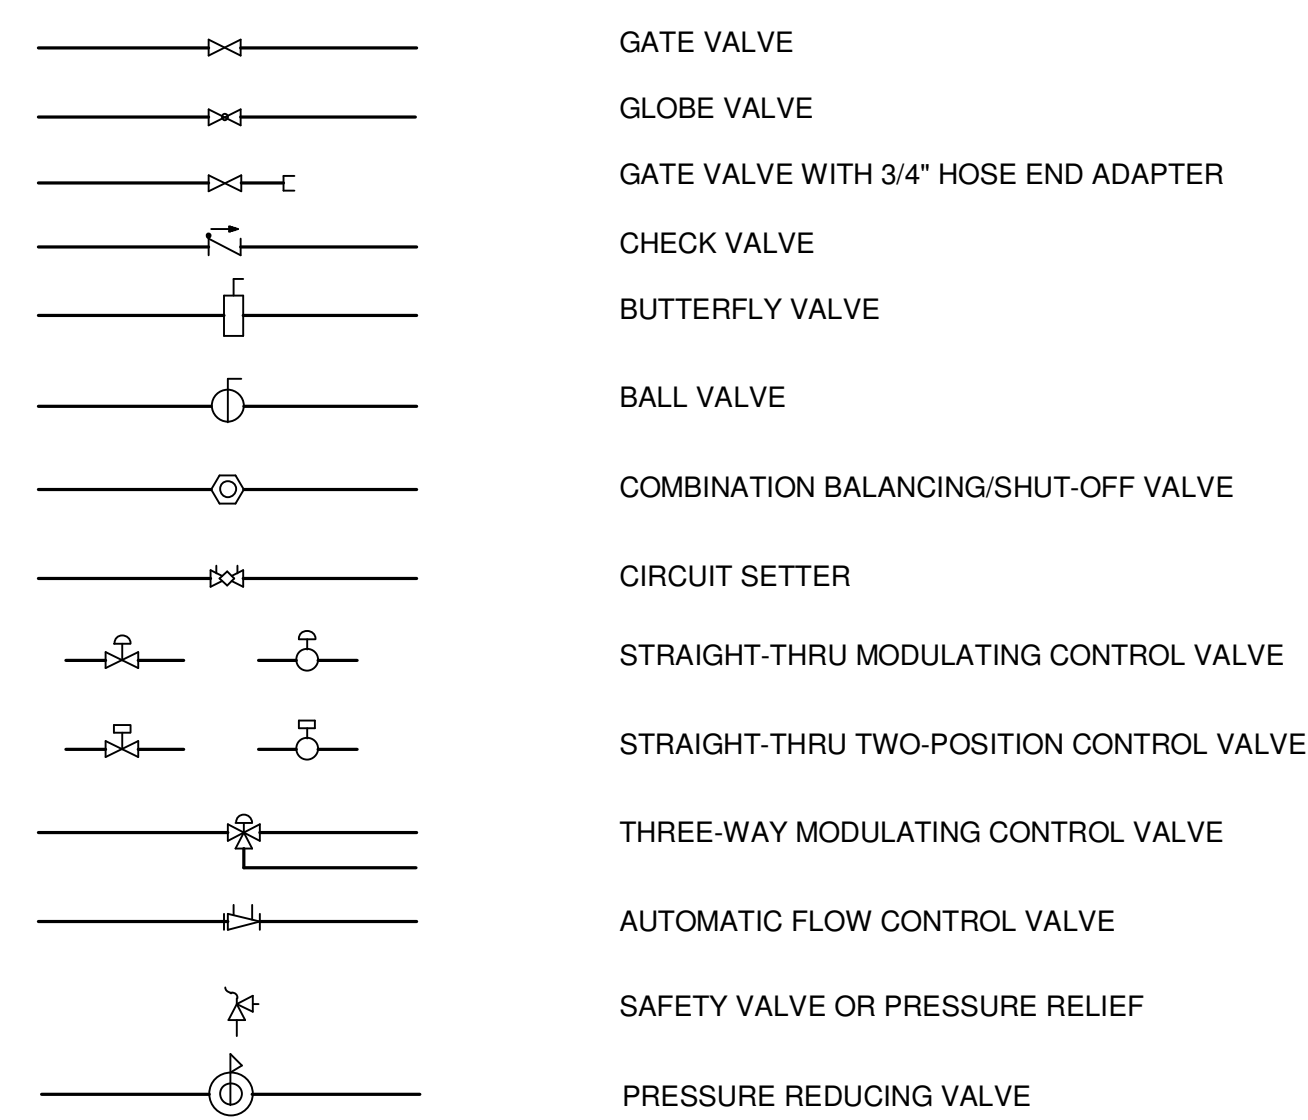 GATE VALVE
GLOBE VALVE
GATE VALVE WITH 3/4" HOSE END ADAPTER
CHECK VALVE
BUTTERFLY VALVE
BALL VALVE
COMBINATION BALANCING/SHUT-OFF VALVE
CIRCUIT SETTER
STRAIGHT-THRU MODULATING CONTROL VALVE
STRAIGHT-THRU TWO-POSITION CONTROL VALVE
THREE-WAY MODULATING CONTROL VALVE
AUTOMATIC FLOW CONTROL VALVE
SAFETY VALVE OR PRESSURE RELIEF
PRESSURE REDUCING VALVE